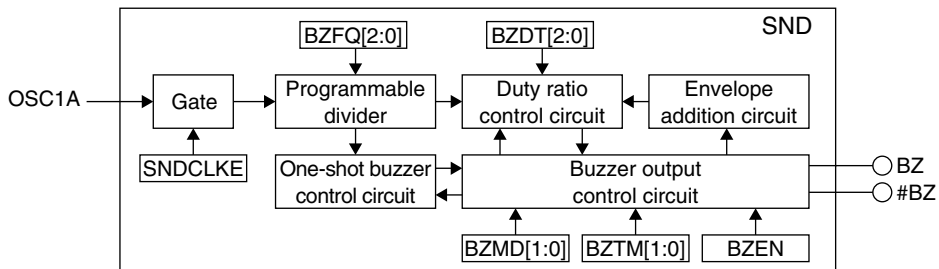 SND
BZFQ[2:0]
BZDT[2:0]
OSC1A
Gate
Programmable
divider
Duty ratio
control circuit
Envelope
addition circuit
SNDCLKE
One-shot buzzer
control circuit
Buzzer output
control circuit
BZ
#BZ
BZMD[1:0]
BZTM[1:0]
BZEN